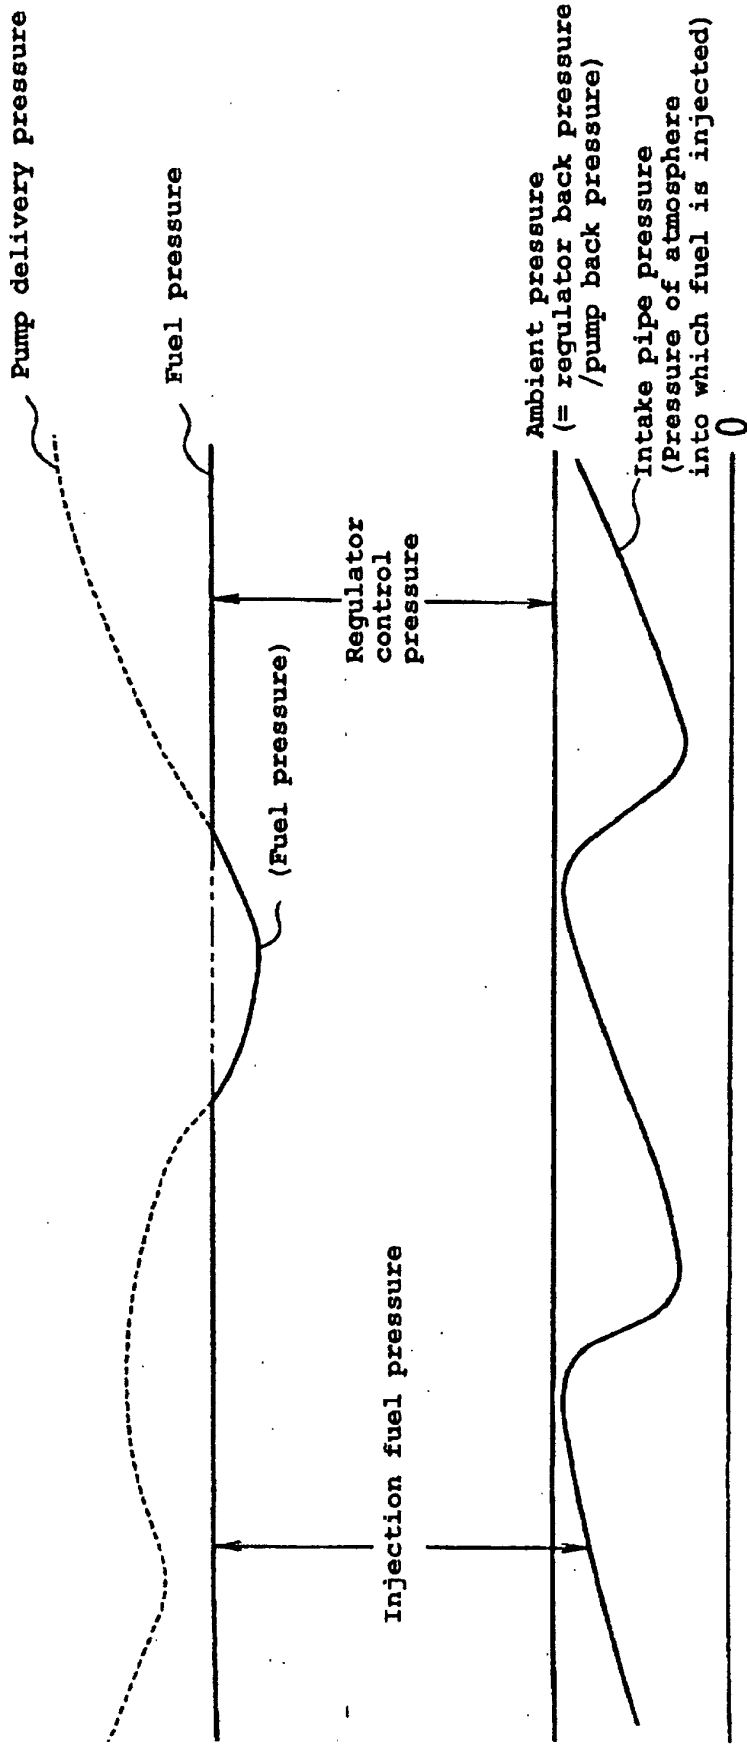 Pump delivery pressure
Fuel pressure
(Fuel pressure)
Regulator
control
pressure
Injection fuel pressure
Ambient pressure
(= regulator back pressure
/pump back pressure)
Intake pipe pressure
(Pressure of atmosphere
into which fuel is injected)
0